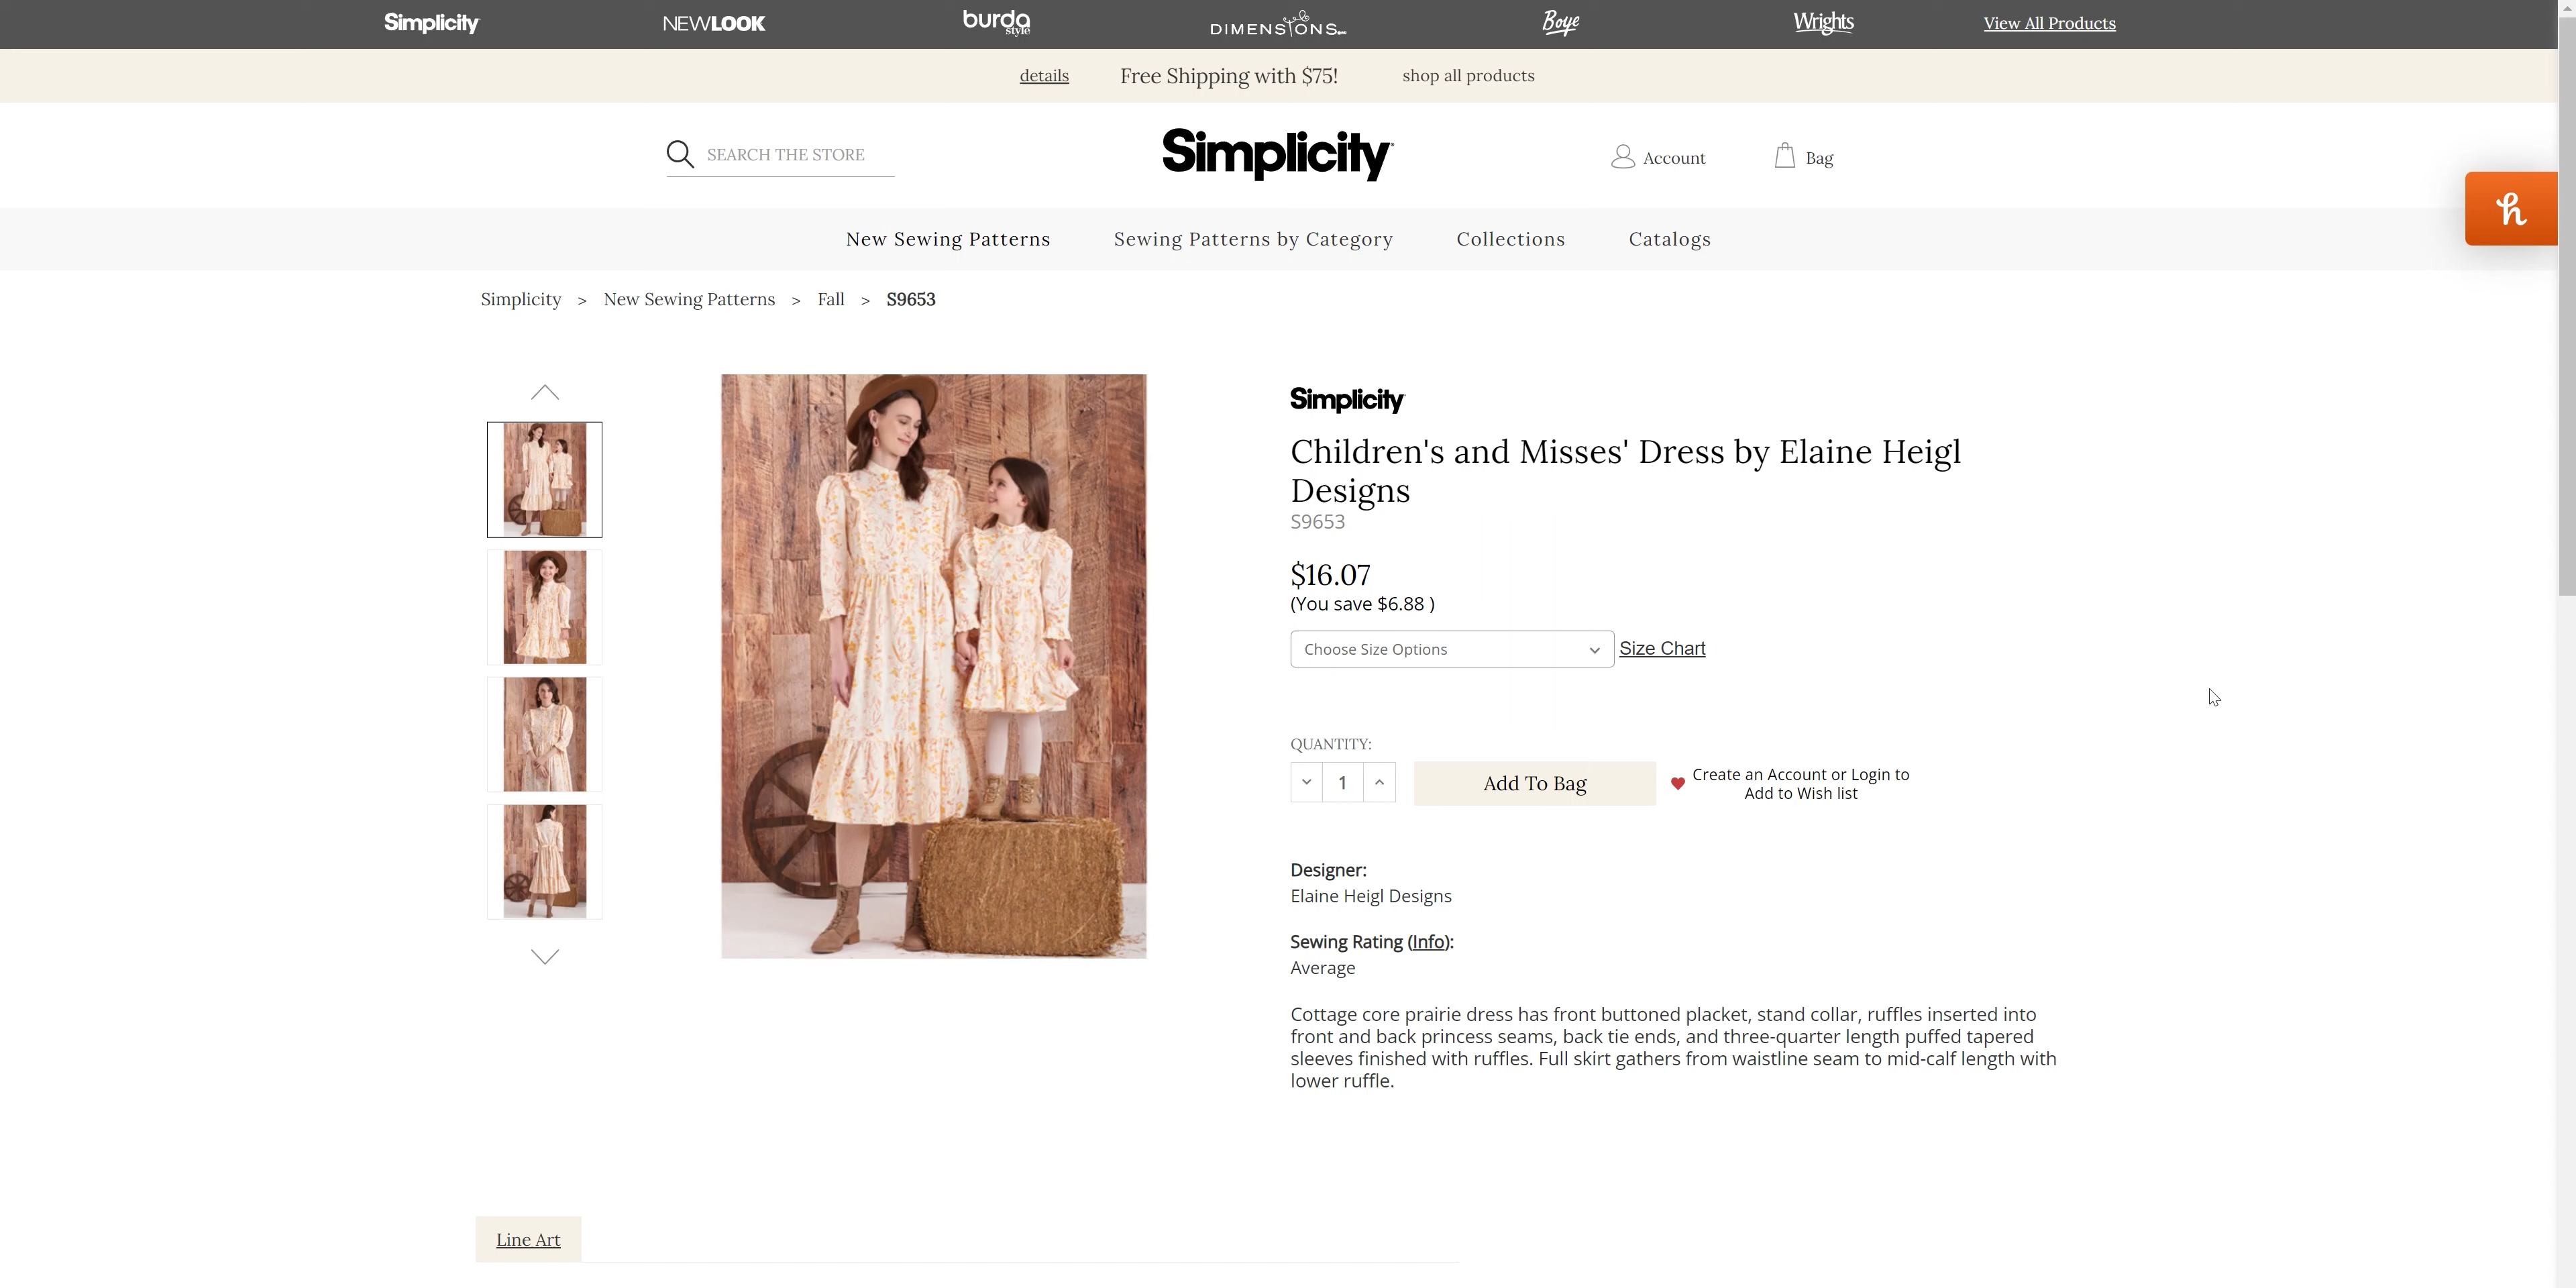 Simplicity NEWLOOK burda style DIMENSIONS Boye Wrights View All Products
details Free Shipping with $75! shop all products
SEARCH THE STORE Simplicity Account Bag
h
New Sewing Patterns Sewing Patterns by Category Collections Catalogs
Simplicity > New Sewing Patterns > Fall > S9653
Simplicity
Children's and Misses' Dress by Elaine Heigl
Designs
S9653
$16.07
(You save $6.88 )
Choose Size Options Size Chart
QUANTITY:
1 Add To Bag Create an Account or Login to
Add to Wish list
Designer:
Elaine Heigl Designs
Sewing Rating (Info):
Average
Cottage core prairie dress has front buttoned placket, stand collar, ruffles inserted into
front and back princess seams, back tie ends, and three-quarter length puffed tapered
sleeves finished with ruffles. Full skirt gathers from waistline seam to mid-calf length with
lower ruffle.
Line Art